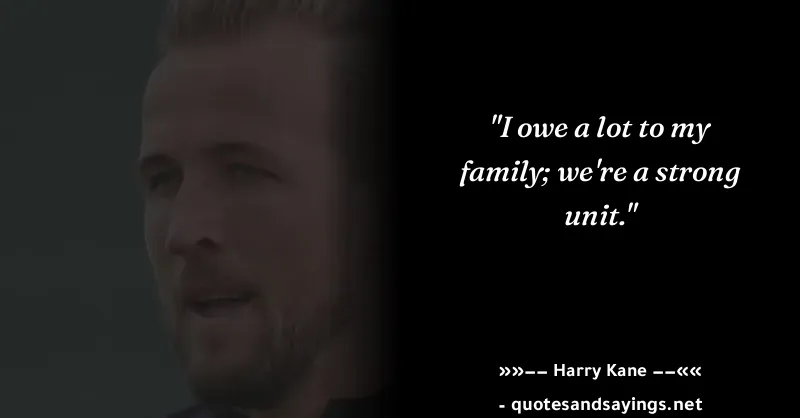 "I owe a lot to my
family; we're a strong
unit."
»»–– Harry Kane ––««
- quotesandsayings.net